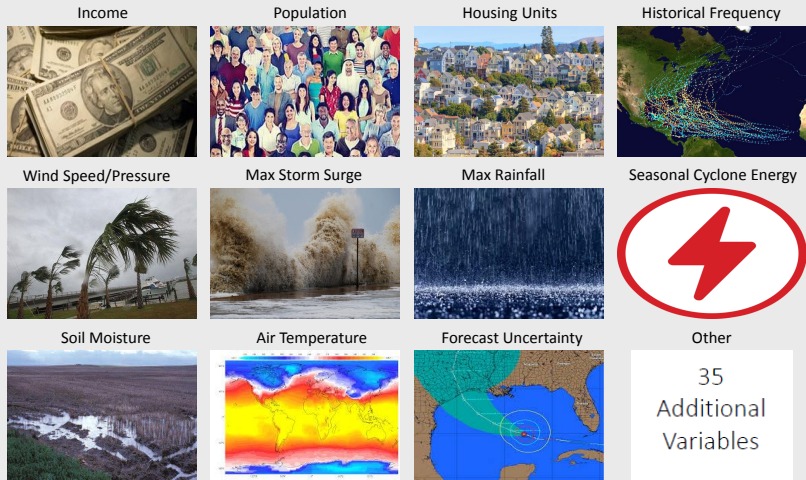 Income
Population
Housing Units
Historical Frequency
Wind Speed/Pressure
Max Storm Surge
Max Rainfall
Seasonal Cyclone Energy
Soil Moisture
Air Temperature
Forecast Uncertainty
Other
35
Additional
Variables